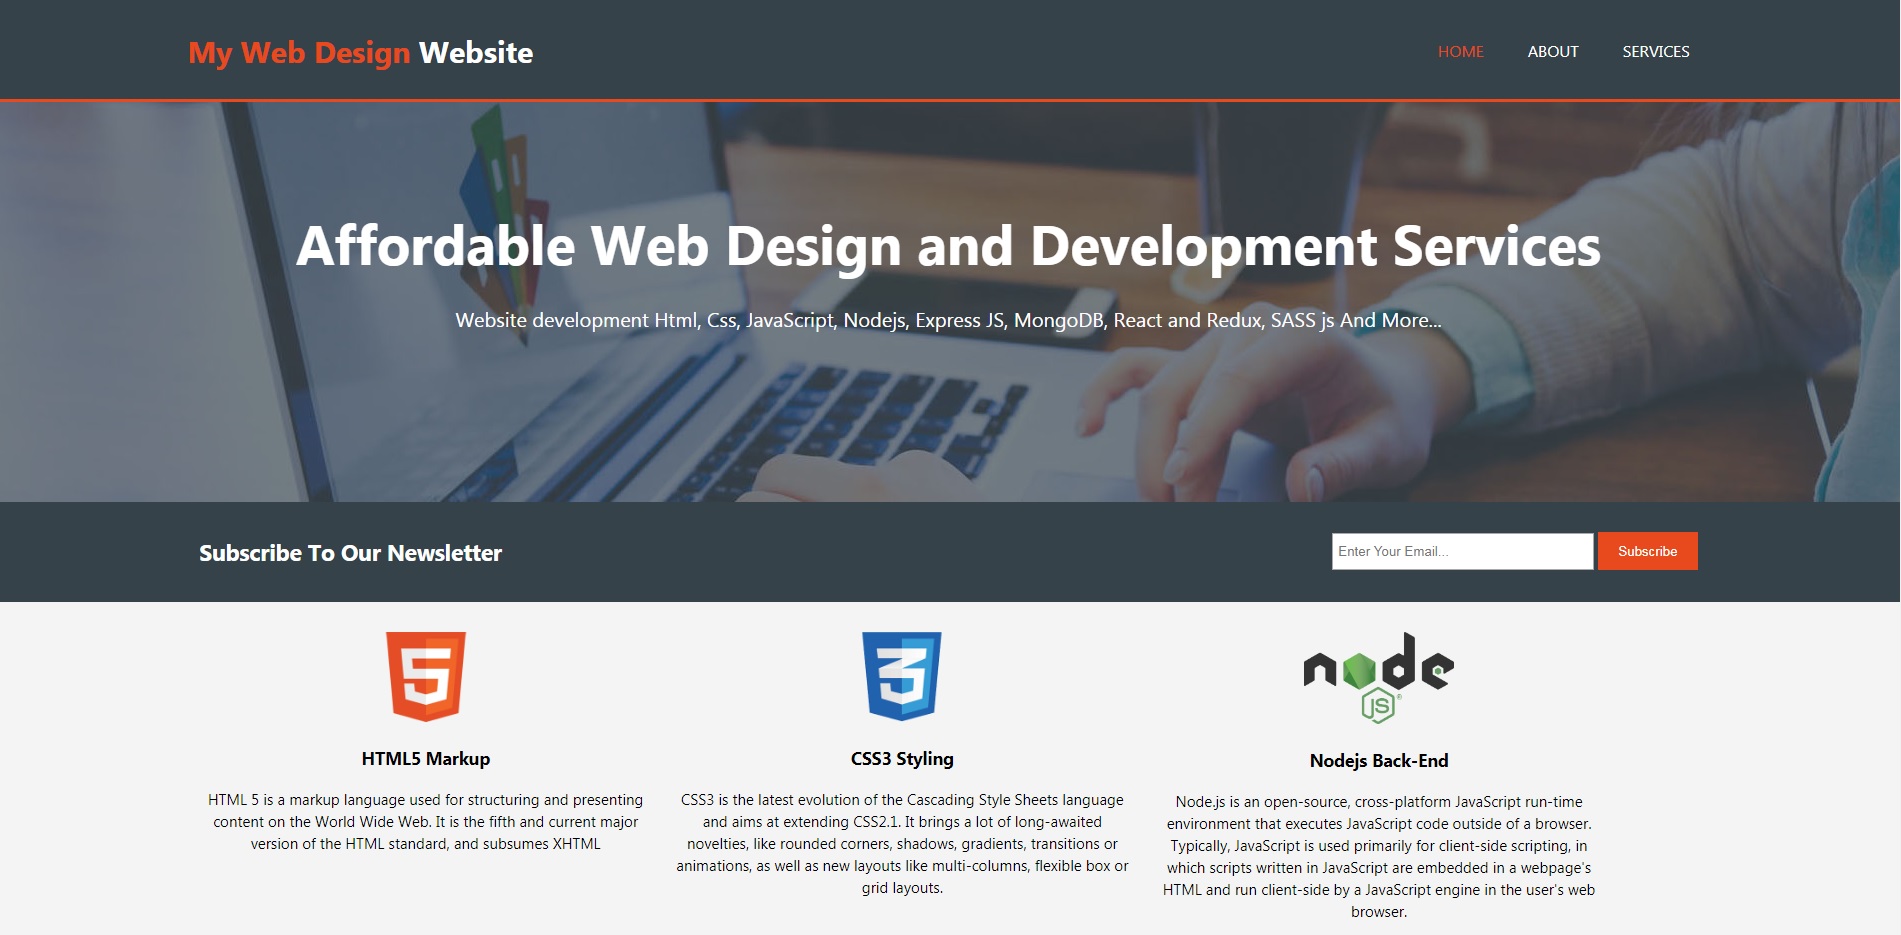 My Web Design Website
HOME ABOUT SERVICES
Affordable Web Design and Development Services
Website development Html, Css, JavaScript, Nodejs, Express JS, MongoDB, React and Redux, SASS js And More...
Subscribe To Our Newsletter
Enter Your Email...
Subscribe
5
HTML5 Markup
HTML 5 is a markup language used for structuring and presenting
content on the World Wide Web. It is the fifth and current major
version of the HTML standard, and subsumes XHTML
3
CSS3 Styling
CSS3 is the latest evolution of the Cascading Style Sheets language
and aims at extending CSS2.1. It brings a lot of long-awaited
novelties, like rounded corners, shadows, gradients, transitions or
animations, as well as new layouts like multi-columns, flexible box or
grid layouts.
node
JS®
Nodejs Back-End
Node.js is an open-source, cross-platform JavaScript run-time
environment that executes JavaScript code outside of a browser.
Typically, JavaScript is used primarily for client-side scripting, in
which scripts written in JavaScript are embedded in a webpage's
HTML and run client-side by a JavaScript engine in the user's web
browser.